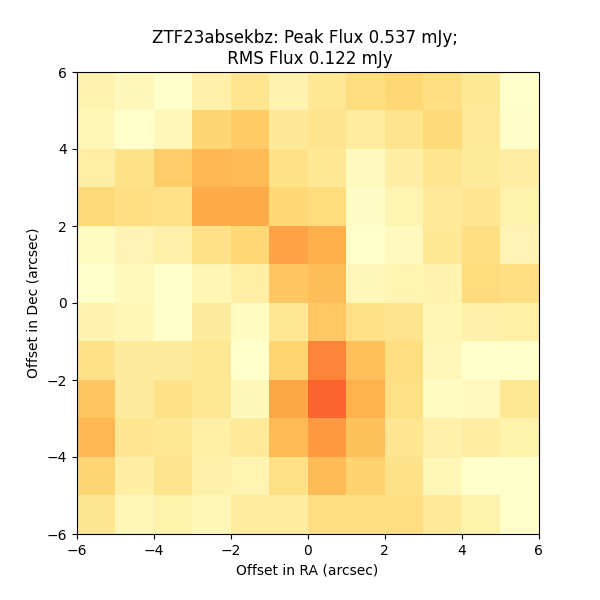 ZTF23absekbz: Peak Flux 0.537 mJy;
RMS Flux 0.122 mJy
6
4
2
0
−2
−4
−6
Offset in Dec (arcsec)
−6 −4 −2 0 2 4 6
Offset in RA (arcsec)